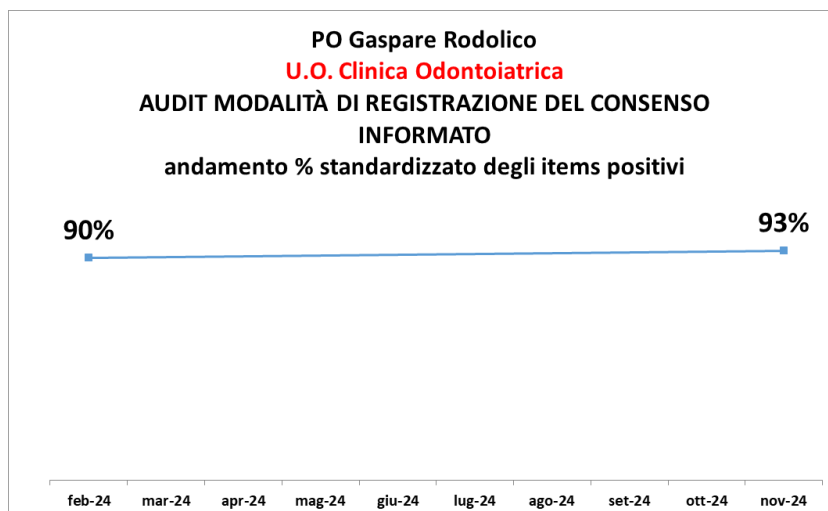 PO Gaspare Rodolico
U.O. Clinica Odontoiatrica
AUDIT MODALITÀ DI REGISTRAZIONE DEL CONSENSO
INFORMATO
andamento % standardizzato degli items positivi
90%
93%
feb-24 mar-24 apr-24 mag-24 giu-24 lug-24 ago-24 set-24 ott-24 nov-24